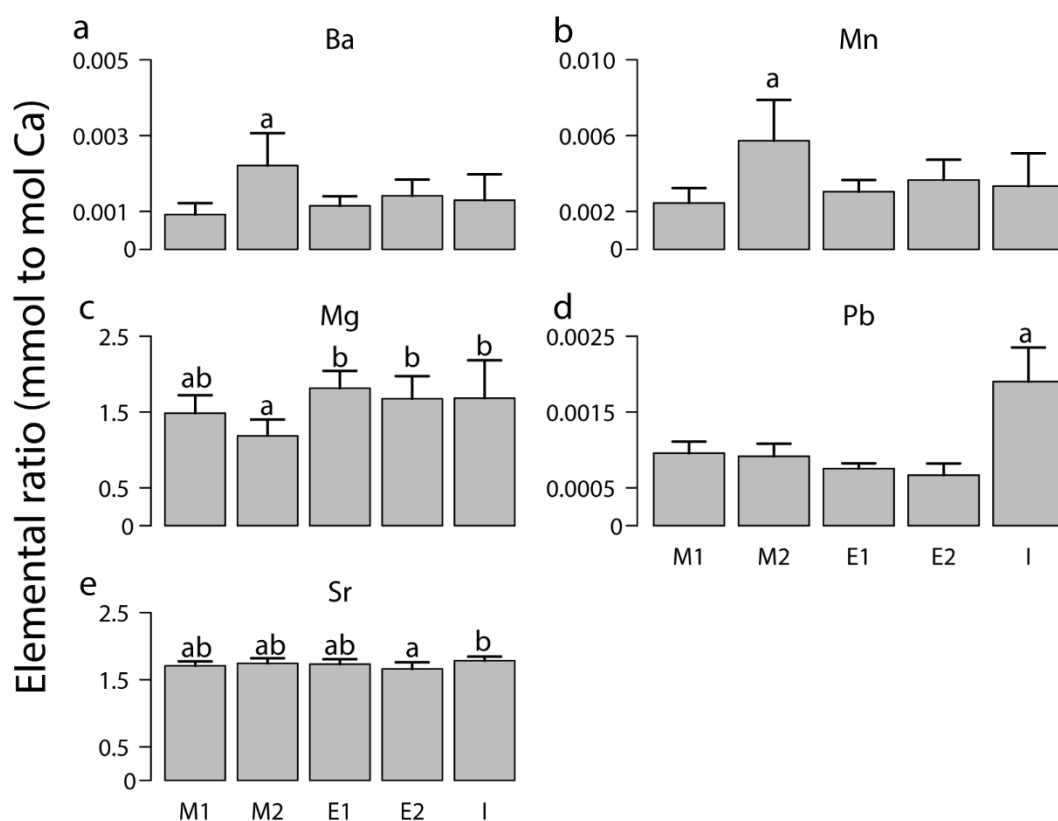 Elemental ratio (mmol to mol Ca)
a
Ba
0.005
0.003
0.001
0
a
b
Mn
0.010
0.006
0.002
0
a
c
Mg
2.5
1.5
0.5
0
ab
a
b
b
b
d
Pb
0.0025
0.0015
0.0005
0
a
M1 M2 E1 E2 I
e
Sr
2.5
1.5
0.5
0
ab ab ab a b
M1 M2 E1 E2 I